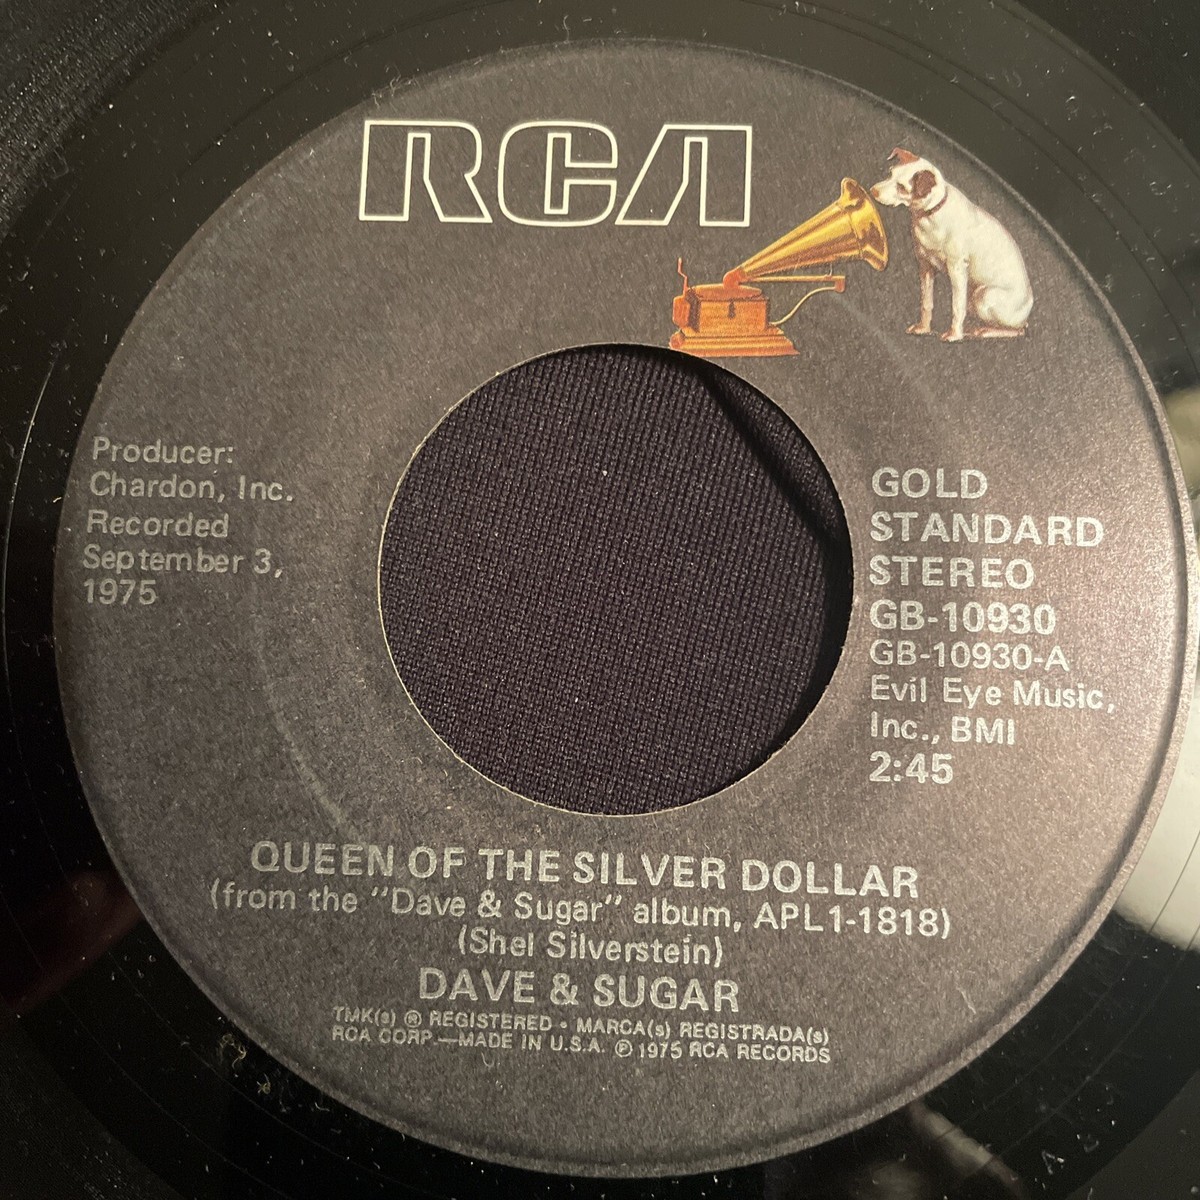 RCA
Producer:
Chardon, Inc.
Recorded
September 3,
1975
GOLD
STANDARD
STEREO
GB-10930
GB-10930-A
Evil Eye Music,
Inc., BMI
2:45
QUEEN OF THE SILVER DOLLAR
(from the "Dave & Sugar" album, APL1-1818)
(Shel Silverstein)
DAVE & SUGAR
TMK(s) ® REGISTERED • MARCA(s) REGISTRADA(s)
RCA CORP.—MADE IN U.S.A. ℗ 1975 RCA RECORDS